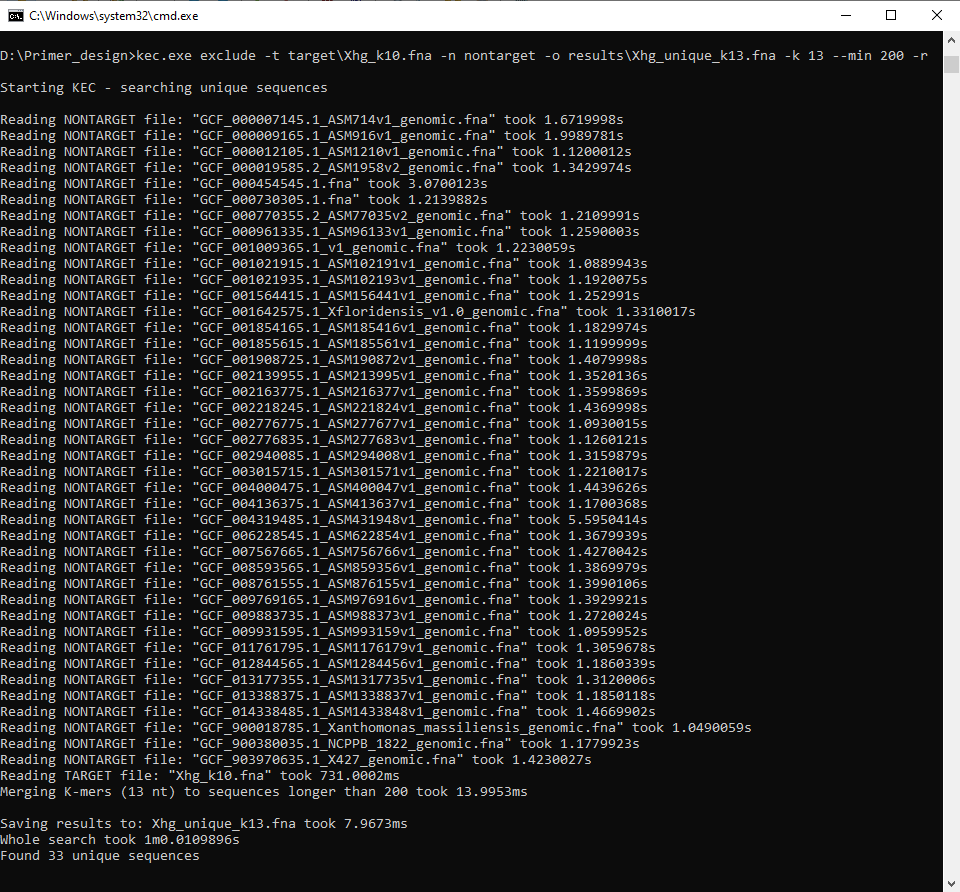 C:\Windows\system32\cmd.exe
D:\Primer_design>kec.exe exclude -t target\Xhg_k10.fna -n nontarget -o results\Xhg_unique_k13.fna -k 13 --min 200 -r
Starting KEC - searching unique sequences
Reading NONTARGET file: "GCF_000007145.1_ASM714v1_genomic.fna" took 1.6719998s
Reading NONTARGET file: "GCF_000009165.1_ASM916v1_genomic.fna" took 1.9989781s
Reading NONTARGET file: "GCF_000012105.1_ASM1210v1_genomic.fna" took 1.1200012s
Reading NONTARGET file: "GCF_000019585.2_ASM1958v2_genomic.fna" took 1.3429974s
Reading NONTARGET file: "GCF_000454545.1.fna" took 3.0700123s
Reading NONTARGET file: "GCF_000730305.1.fna" took 1.2139882s
Reading NONTARGET file: "GCF_000770355.2_ASM77035v2_genomic.fna" took 1.2109991s
Reading NONTARGET file: "GCF_000961335.1_ASM96133v1_genomic.fna" took 1.2590003s
Reading NONTARGET file: "GCF_001009365.1_v1_genomic.fna" took 1.2230059s
Reading NONTARGET file: "GCF_001021915.1_ASM102191v1_genomic.fna" took 1.0889943s
Reading NONTARGET file: "GCF_001021935.1_ASM102193v1_genomic.fna" took 1.1920075s
Reading NONTARGET file: "GCF_001564415.1_ASM156441v1_genomic.fna" took 1.252991s
Reading NONTARGET file: "GCF_001642575.1_Xfloridensis_v1.0_genomic.fna" took 1.3310017s
Reading NONTARGET file: "GCF_001854165.1_ASM185416v1_genomic.fna" took 1.1829974s
Reading NONTARGET file: "GCF_001855615.1_ASM185561v1_genomic.fna" took 1.1199999s
Reading NONTARGET file: "GCF_001908725.1_ASM190872v1_genomic.fna" took 1.4079998s
Reading NONTARGET file: "GCF_002139955.1_ASM213995v1_genomic.fna" took 1.3520136s
Reading NONTARGET file: "GCF_002163775.1_ASM216377v1_genomic.fna" took 1.3599869s
Reading NONTARGET file: "GCF_002218245.1_ASM221824v1_genomic.fna" took 1.4369998s
Reading NONTARGET file: "GCF_002776775.1_ASM277677v1_genomic.fna" took 1.0930015s
Reading NONTARGET file: "GCF_002776835.1_ASM277683v1_genomic.fna" took 1.1260121s
Reading NONTARGET file: "GCF_002940085.1_ASM294008v1_genomic.fna" took 1.3159879s
Reading NONTARGET file: "GCF_003015715.1_ASM301571v1_genomic.fna" took 1.2210017s
Reading NONTARGET file: "GCF_004000475.1_ASM400047v1_genomic.fna" took 1.4439626s
Reading NONTARGET file: "GCF_004136375.1_ASM413637v1_genomic.fna" took 1.1700368s
Reading NONTARGET file: "GCF_004319485.1_ASM431948v1_genomic.fna" took 5.5950414s
Reading NONTARGET file: "GCF_006228545.1_ASM622854v1_genomic.fna" took 1.3679939s
Reading NONTARGET file: "GCF_007567665.1_ASM756766v1_genomic.fna" took 1.4270042s
Reading NONTARGET file: "GCF_008593565.1_ASM859356v1_genomic.fna" took 1.3869979s
Reading NONTARGET file: "GCF_008761555.1_ASM876155v1_genomic.fna" took 1.3990106s
Reading NONTARGET file: "GCF_009769165.1_ASM976916v1_genomic.fna" took 1.3929921s
Reading NONTARGET file: "GCF_009883735.1_ASM988373v1_genomic.fna" took 1.2720024s
Reading NONTARGET file: "GCF_009931595.1_ASM993159v1_genomic.fna" took 1.0959952s
Reading NONTARGET file: "GCF_011761795.1_ASM1176179v1_genomic.fna" took 1.3059678s
Reading NONTARGET file: "GCF_012844565.1_ASM1284456v1_genomic.fna" took 1.1860339s
Reading NONTARGET file: "GCF_013177355.1_ASM1317735v1_genomic.fna" took 1.3120006s
Reading NONTARGET file: "GCF_013388375.1_ASM1338837v1_genomic.fna" took 1.1850118s
Reading NONTARGET file: "GCF_014338485.1_ASM1433848v1_genomic.fna" took 1.4669902s
Reading NONTARGET file: "GCF_900018785.1_Xanthomonas_massiliensis_genomic.fna" took 1.0490059s
Reading NONTARGET file: "GCF_900380035.1_NCPPB_1822_genomic.fna" took 1.1779923s
Reading NONTARGET file: "GCF_903970635.1_X427_genomic.fna" took 1.4230027s
Reading TARGET file: "Xhg_k10.fna" took 731.0002ms
Merging K-mers (13 nt) to sequences longer than 200 took 13.9953ms
Saving results to: Xhg_unique_k13.fna took 7.9673ms
Whole search took 1m0.0109896s
Found 33 unique sequences